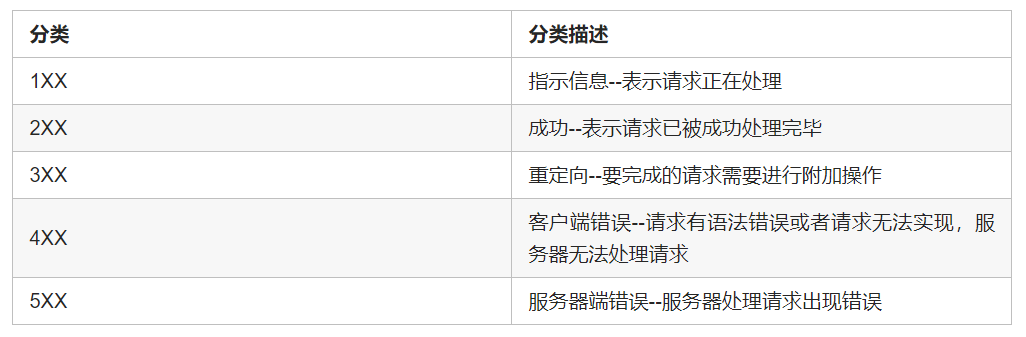 分类
分类描述
1XX
指示信息--表示请求正在处理
2XX
成功--表示请求已被成功处理完毕
3XX
重定向--要完成的请求需要进行附加操作
4XX
客户端错误--请求有语法错误或者请求无法实现，服
务器无法处理请求
5XX
服务器端错误--服务器处理请求出现错误